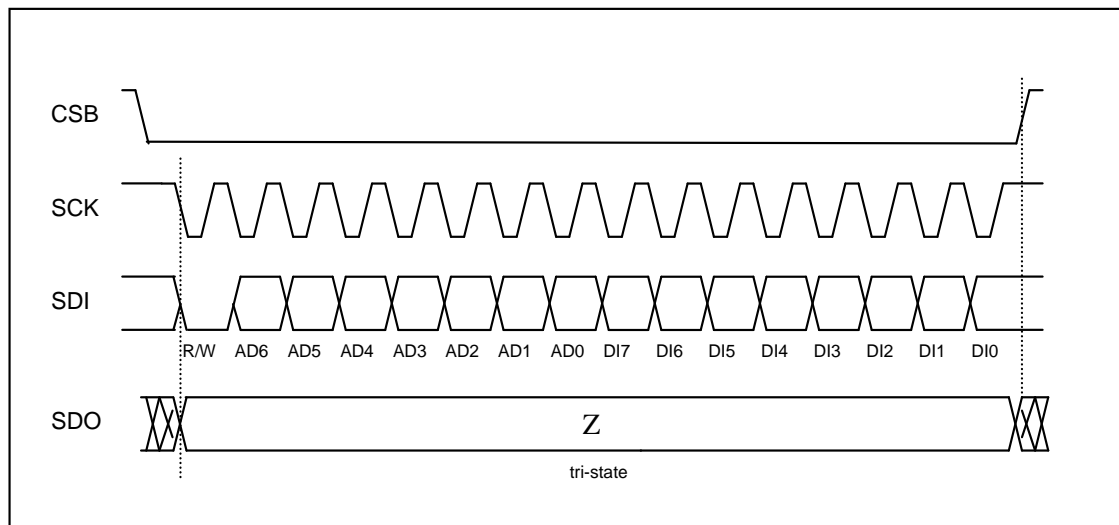 CSB
SCK
SDI
R/W AD6 AD5 AD4 AD3 AD2 AD1 AD0 DI7 DI6 DI5 DI4 DI3 DI2 DI1 DI0
SDO
Z
tri-state